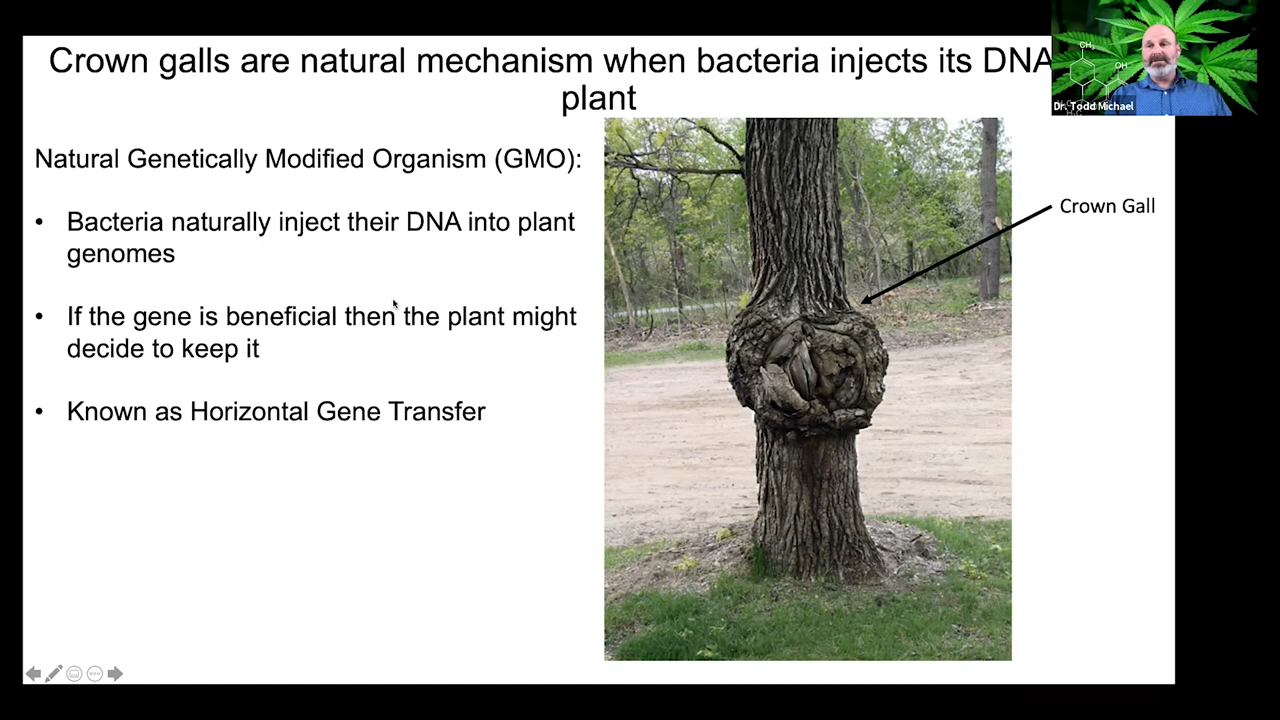 Crown galls are natural mechanism when bacteria injects its DNA
plant
Dr. Todd Michael
CH₃
OH
Natural Genetically Modified Organism (GMO):
• Bacteria naturally inject their DNA into plant
genomes
• If the gene is beneficial then the plant might
decide to keep it
• Known as Horizontal Gene Transfer
Crown Gall